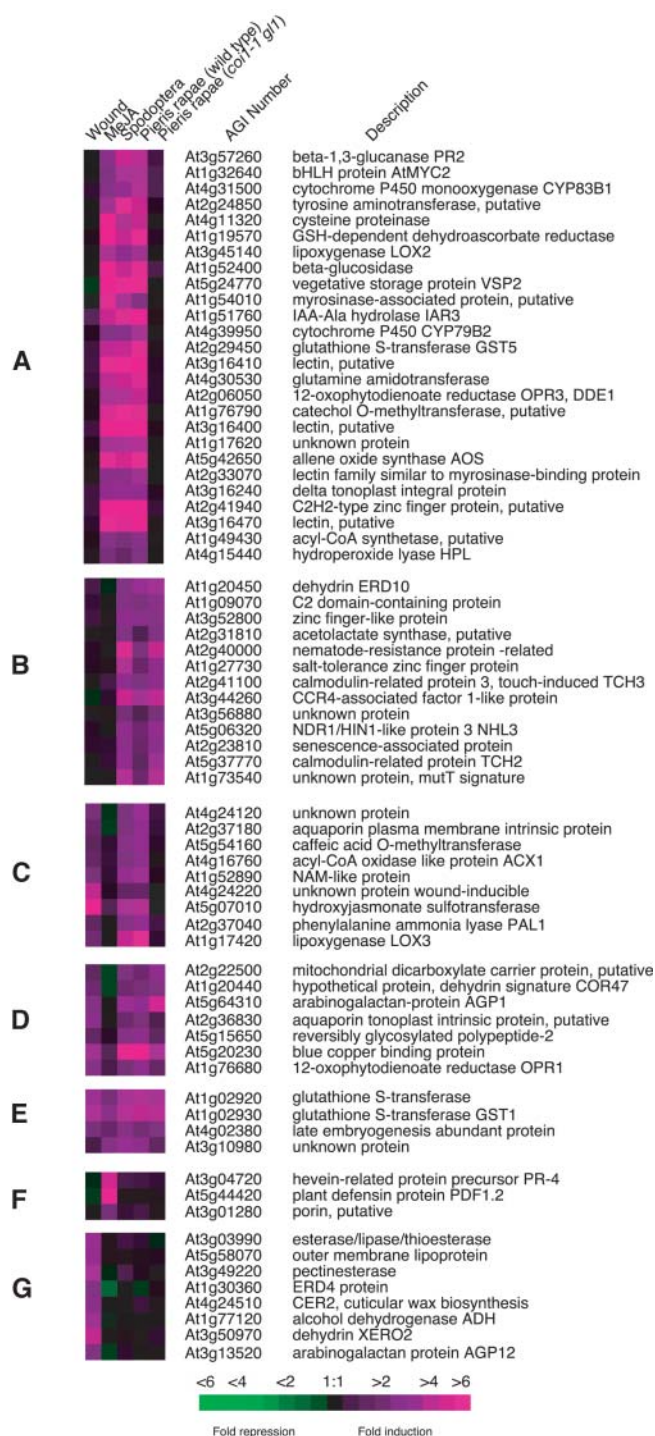 Wound
MeJA
Spodoptera
Pieris rapae (wild type)
Pieris rapae (coi1-1 gl1)
AGI Number
Description
A
At3g57260 beta-1,3-glucanase PR2
At1g32640 bHLH protein AtMYC2
At4g31500 cytochrome P450 monooxygenase CYP83B1
At2g24850 tyrosine aminotransferase, putative
At4g11320 cysteine proteinase
At1g19570 GSH-dependent dehydroascorbate reductase
At3g45140 lipoxygenase LOX2
At1g52400 beta-glucosidase
At5g24770 vegetative storage protein VSP2
At1g54010 myrosinase-associated protein, putative
At1g51760 IAA-Ala hydrolase IAR3
At4g39950 cytochrome P450 CYP79B2
At2g29450 glutathione S-transferase GST5
At3g16410 lectin, putative
At4g30530 glutamine amidotransferase
At2g06050 12-oxophytodienoate reductase OPR3, DDE1
At1g76790 catechol O-methyltransferase, putative
At3g16400 lectin, putative
At1g17620 unknown protein
At5g42650 allene oxide synthase AOS
At2g33070 lectin family similar to myrosinase-binding protein
At3g16240 delta tonoplast integral protein
At2g41940 C2H2-type zinc finger protein, putative
At3g16470 lectin, putative
At1g49430 acyl-CoA synthetase, putative
At4g15440 hydroperoxide lyase HPL
B
At1g20450 dehydrin ERD10
At1g09070 C2 domain-containing protein
At3g52800 zinc finger-like protein
At2g31810 acetolactate synthase, putative
At2g40000 nematode-resistance protein -related
At1g27730 salt-tolerance zinc finger protein
At2g41100 calmodulin-related protein 3, touch-induced TCH3
At3g44260 CCR4-associated factor 1-like protein
At3g56880 unknown protein
At5g06320 NDR1/HIN1-like protein 3 NHL3
At2g23810 senescence-associated protein
At5g37770 calmodulin-related protein TCH2
At1g73540 unknown protein, mutT signature
C
At4g24120 unknown protein
At2g37180 aquaporin plasma membrane intrinsic protein
At5g54160 caffeic acid O-methyltransferase
At4g16760 acyl-CoA oxidase like protein ACX1
At1g52890 NAM-like protein
At4g24220 unknown protein wound-inducible
At5g07010 hydroxyjasmonate sulfotransferase
At2g37040 phenylalanine ammonia lyase PAL1
At1g17420 lipoxygenase LOX3
D
At2g22500 mitochondrial dicarboxylate carrier protein, putative
At1g20440 hypothetical protein, dehydrin signature COR47
At5g64310 arabinogalactan-protein AGP1
At2g36830 aquaporin tonoplast intrinsic protein, putative
At5g15650 reversibly glycosylated polypeptide-2
At5g20230 blue copper binding protein
At1g76680 12-oxophytodienoate reductase OPR1
E
At1g02920 glutathione S-transferase
At1g02930 glutathione S-transferase GST1
At4g02380 late embryogenesis abundant protein
At3g10980 unknown protein
F
At3g04720 hevein-related protein precursor PR-4
At5g44420 plant defensin protein PDF1.2
At3g01280 porin, putative
G
At3g03990 esterase/lipase/thioesterase
At5g58070 outer membrane lipoprotein
At3g49220 pectinesterase
At1g30360 ERD4 protein
At4g24510 CER2, cuticular wax biosynthesis
At1g77120 alcohol dehydrogenase ADH
At3g50970 dehydrin XERO2
At3g13520 arabinogalactan protein AGP12
<6 <4 <2 1:1 >2 >4 >6
Fold repression Fold induction